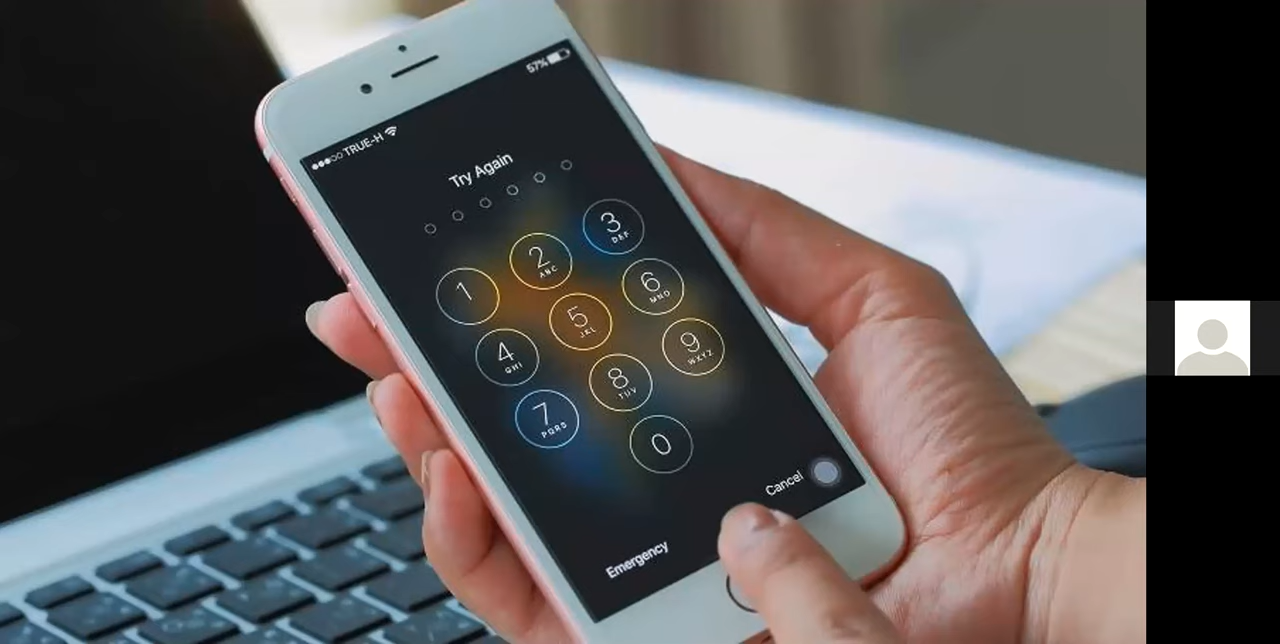 TRUE-H 57%
Try Again
1
2 ABC
3 DEF
4 GHI
5 JKL
6 MNO
7 PQRS
8 TUV
9 WXYZ
0
Emergency Cancel